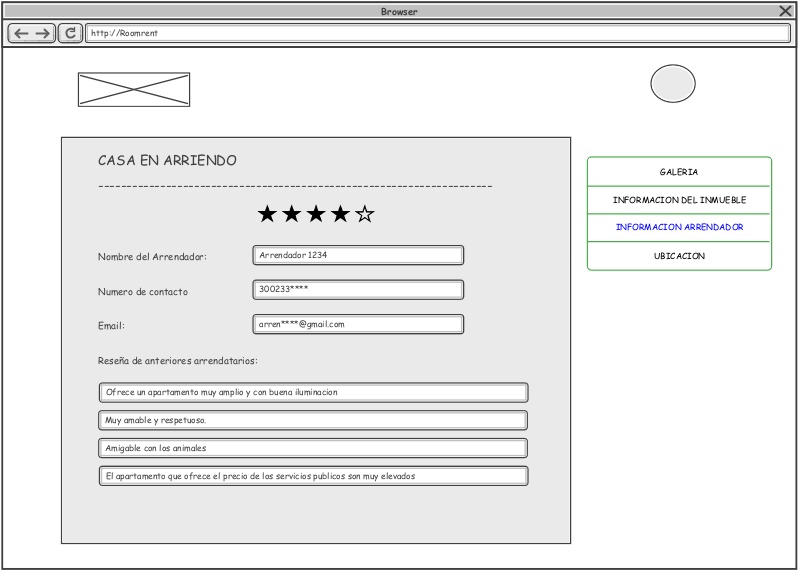 Browser
http://Roomrent
CASA EN ARRIENDO
Nombre del Arrendador:
Arrendador 1234
Numero de contacto
300233****
Email:
arren****@gmail.com
Reseña de anteriores arrendatarios:
Ofrece un apartamento muy amplio y con buena iluminacion
Muy amable y respetuoso.
Amigable con los animales
El apartamento que ofrece el precio de los servicios publicos son muy elevados
GALERIA
INFORMACION DEL INMUEBLE
INFORMACION ARRENDADOR
UBICACION